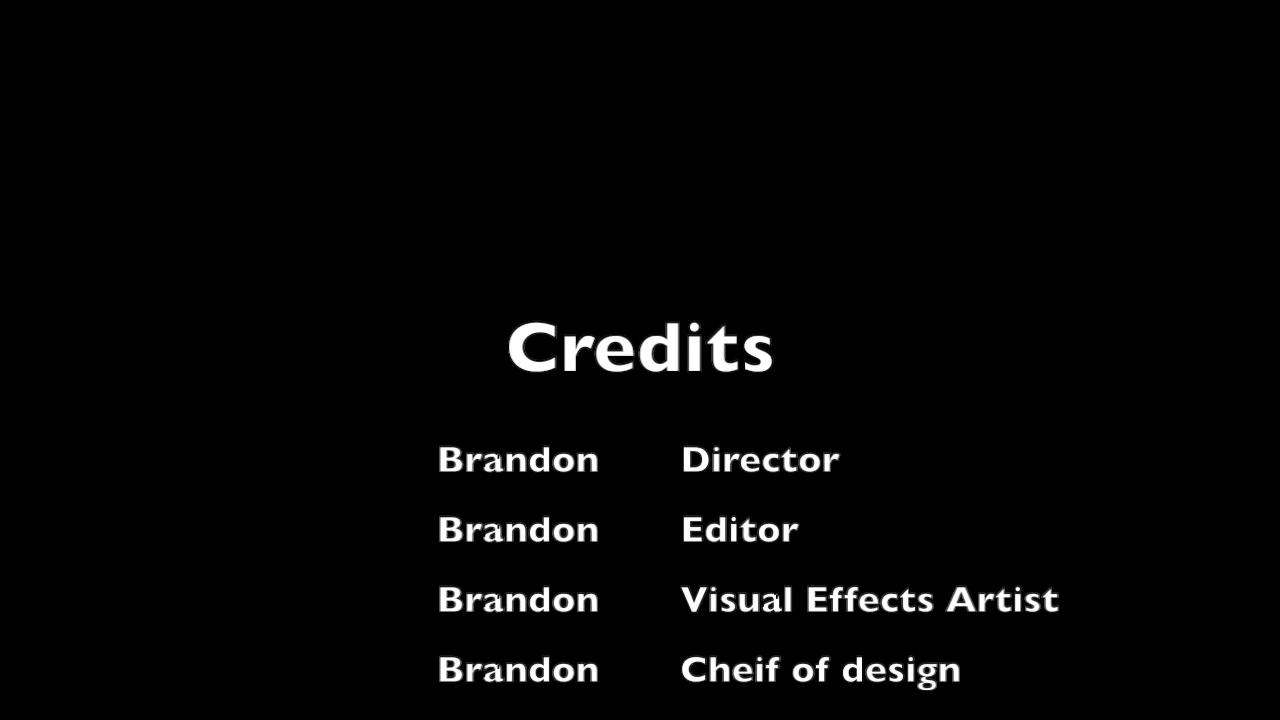 Credits
Brandon Director
Brandon Editor
Brandon Visual Effects Artist
Brandon Cheif of design